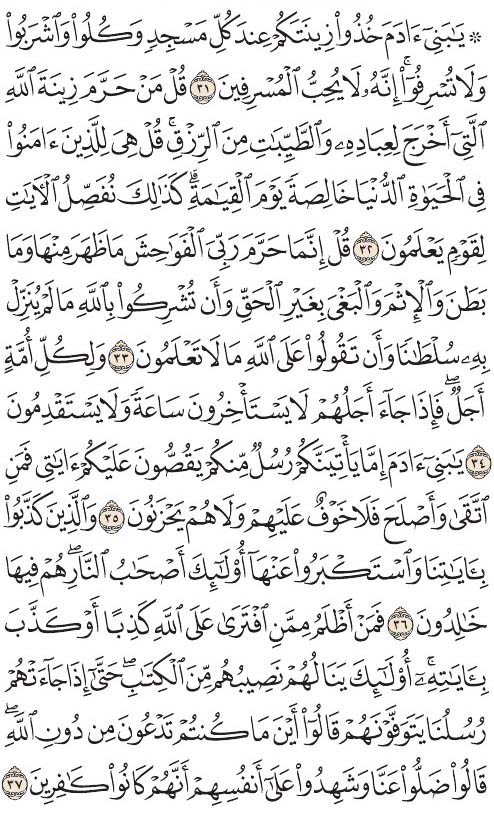 ۞ يَٰبَنِيٓ ءَادَمَ خُذُواْ زِينَتَكُمۡ عِندَ كُلِّ مَسۡجِدٖ وَكُلُواْ وَٱشۡرَبُواْ
وَلَا تُسۡرِفُوٓاْۚ إِنَّهُۥ لَا يُحِبُّ ٱلۡمُسۡرِفِينَ ٣١ قُلۡ مَنۡ حَرَّمَ زِينَةَ ٱللَّهِ
ٱلَّتِيٓ أَخۡرَجَ لِعِبَادِهِۦ وَٱلطَّيِّبَٰتِ مِنَ ٱلرِّزۡقِۚ قُلۡ هِيَ لِلَّذِينَ ءَامَنُواْ
فِي ٱلۡحَيَوٰةِ ٱلدُّنۡيَا خَالِصَةٗ يَوۡمَ ٱلۡقِيَٰمَةِۗ كَذَٰلِكَ نُفَصِّلُ ٱلۡأٓيَٰتِ
لِقَوۡمٖ يَعۡلَمُونَ ٣٢ قُلۡ إِنَّمَا حَرَّمَ رَبِّيَ ٱلۡفَوَٰحِشَ مَا ظَهَرَ مِنۡهَا وَمَا
بَطَنَ وَٱلۡإِثۡمَ وَٱلۡبَغۡيَ بِغَيۡرِ ٱلۡحَقِّ وَأَن تُشۡرِكُواْ بِٱللَّهِ مَا لَمۡ يُنَزِّلۡ
بِهِۦ سُلۡطَٰنٗا وَأَن تَقُولُواْ عَلَى ٱللَّهِ مَا لَا تَعۡلَمُونَ ٣٣ وَلِكُلِّ أُمَّةٍ
أَجَلٞۖ فَإِذَا جَآءَ أَجَلُهُمۡ لَا يَسۡتَأۡخِرُونَ سَاعَةٗ وَلَا يَسۡتَقۡدِمُونَ
٣٤ يَٰبَنِيٓ ءَادَمَ إِمَّا يَأۡتِيَنَّكُمۡ رُسُلٞ مِّنكُمۡ يَقُصُّونَ عَلَيۡكُمۡ ءَايَٰتِي فَمَنِ
ٱتَّقَىٰ وَأَصۡلَحَ فَلَا خَوۡفٌ عَلَيۡهِمۡ وَلَا هُمۡ يَحۡزَنُونَ ٣٥ وَٱلَّذِينَ كَذَّبُواْ
بِـَٔايَٰتِنَا وَٱسۡتَكۡبَرُواْ عَنۡهَآ أُوْلَٰٓئِكَ أَصۡحَٰبُ ٱلنَّارِۖ هُمۡ فِيهَا
خَٰلِدُونَ ٣٦ فَمَنۡ أَظۡلَمُ مِمَّنِ ٱفۡتَرَىٰ عَلَى ٱللَّهِ كَذِبًا أَوۡ كَذَّبَ
بِـَٔايَٰتِهِۦٓۚ أُوْلَٰٓئِكَ يَنَالُهُمۡ نَصِيبُهُم مِّنَ ٱلۡكِتَٰبِۖ حَتَّىٰٓ إِذَا جَآءَتۡهُمۡ
رُسُلُنَا يَتَوَفَّوۡنَهُمۡ قَالُوٓاْ أَيۡنَ مَا كُنتُمۡ تَدۡعُونَ مِن دُونِ ٱللَّهِۖ
قَالُواْ ضَلُّواْ عَنَّا وَشَهِدُواْ عَلَىٰٓ أَنفُسِهِمۡ أَنَّهُمۡ كَانُواْ كَٰفِرِينَ ٣٧